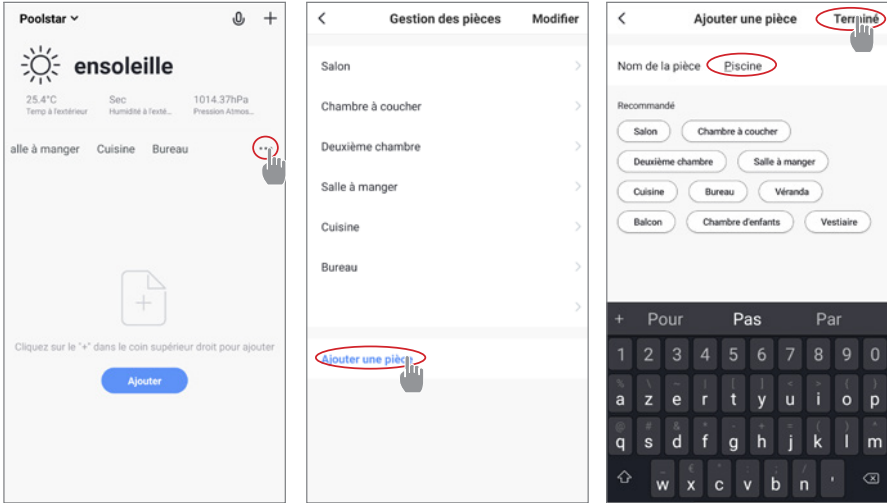 Poolstar
ensoleille
25.4°C Sec 1014.37hPa
Temp à l'extérieur Humidité à l'exté... Pression Atmos...
alle à manger Cuisine Bureau ...
Cliquez sur le "+" dans le coin supérieur droit pour ajouter
Ajouter
Gestion des pièces Modifier
Salon
Chambre à coucher
Deuxième chambre
Salle à manger
Cuisine
Bureau
Ajouter une pièce
Ajouter une pièce Terminé
Nom de la pièce Piscine
Recommandé
Salon Chambre à coucher
Deuxième chambre Salle à manger
Cuisine Bureau Véranda
Balcon Chambre d'enfants Vestiaire
+ Pour Pas Par
1 2 3 4 5 6 7 8 9 0
a z e r t y u i o p
q s d f g h j k l m
w x c v b n '